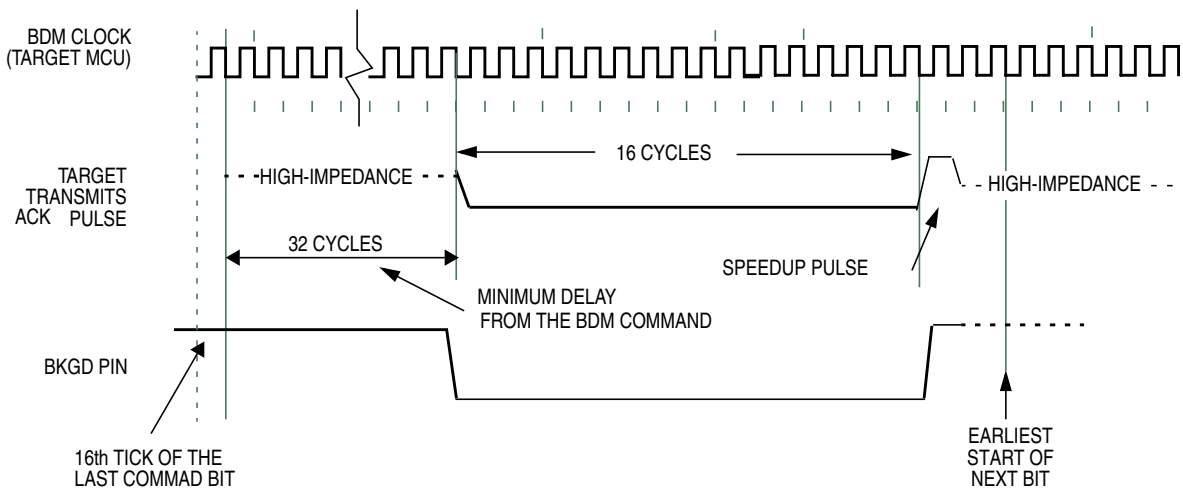 BDM CLOCK
(TARGET MCU)
16 CYCLES
TARGET
TRANSMITS
ACK PULSE
HIGH-IMPEDANCE
HIGH-IMPEDANCE
32 CYCLES
SPEEDUP PULSE
MINIMUM DELAY
FROM THE BDM COMMAND
BKGD PIN
16th TICK OF THE
LAST COMMAD BIT
EARLIEST
START OF
NEXT BIT